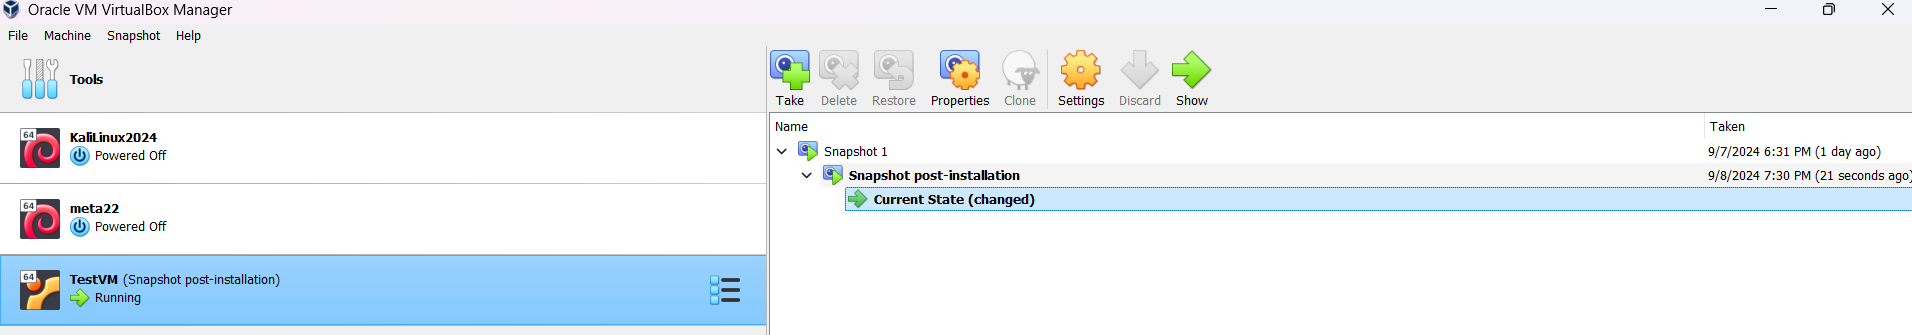 Oracle VM VirtualBox Manager
File Machine Snapshot Help
Tools
64
KaliLinux2024
Powered Off
64
meta22
Powered Off
64
TestVM (Snapshot post-installation)
Running
Take Delete Restore Properties Clone Settings Discard Show
Name Taken
Snapshot 1 9/7/2024 6:31 PM (1 day ago)
Snapshot post-installation 9/8/2024 7:30 PM (21 seconds ago)
Current State (changed)